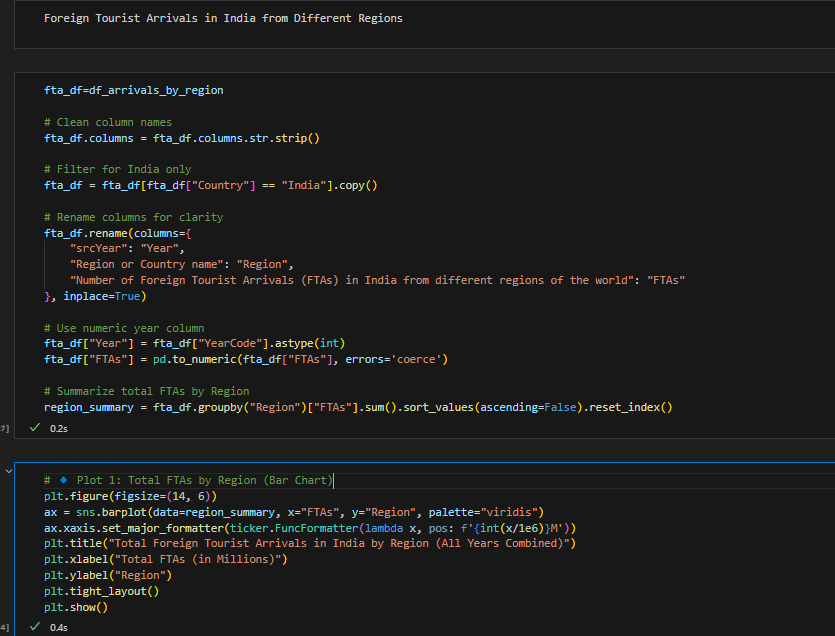 Foreign Tourist Arrivals in India from Different Regions
fta_df=df_arrivals_by_region
# Clean column names
fta_df.columns = fta_df.columns.str.strip()
# Filter for India only
fta_df = fta_df[fta_df["Country"] == "India"].copy()
# Rename columns for clarity
fta_df.rename(columns={
    "srcYear": "Year",
    "Region or Country name": "Region",
    "Number of Foreign Tourist Arrivals (FTAs) in India from different regions of the world": "FTAs"
}, inplace=True)
# Use numeric year column
fta_df["Year"] = fta_df["YearCode"].astype(int)
fta_df["FTAs"] = pd.to_numeric(fta_df["FTAs"], errors='coerce')
# Summarize total FTAs by Region
region_summary = fta_df.groupby("Region")["FTAs"].sum().sort_values(ascending=False).reset_index()
7] ✓ 0.2s
# 🔹 Plot 1: Total FTAs by Region (Bar Chart)
plt.figure(figsize=(14, 6))
ax = sns.barplot(data=region_summary, x="FTAs", y="Region", palette="viridis")
ax.xaxis.set_major_formatter(ticker.FuncFormatter(lambda x, pos: f'{int(x/1e6)}M'))
plt.title("Total Foreign Tourist Arrivals in India by Region (All Years Combined)")
plt.xlabel("Total FTAs (in Millions)")
plt.ylabel("Region")
plt.tight_layout()
plt.show()
4] ✓ 0.4s